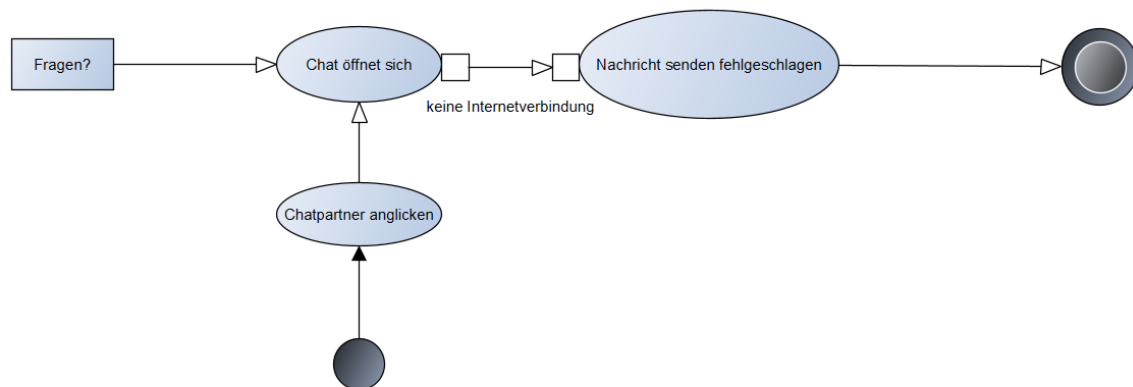 Fragen?
Chat öffnet sich
Nachricht senden fehlgeschlagen
keine Internetverbindung
Chatpartner anglicken